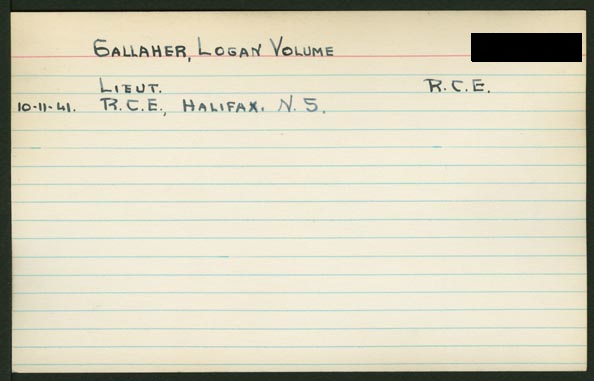 GALLAHER, LOGAN VOLUME
LIEUT. R.C.E.
10-11-41. R.C.E., HALIFAX. N.S.